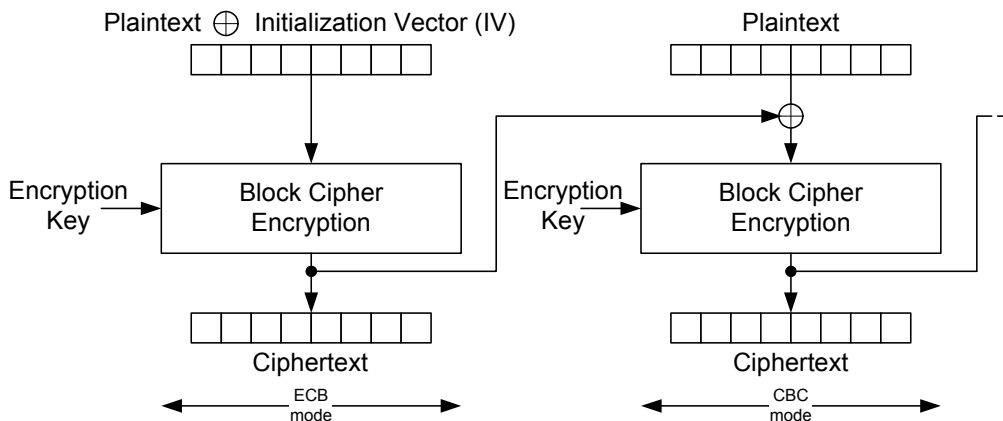 Plaintext ⊕ Initialization Vector (IV)
Plaintext
Encryption
Key
Block Cipher
Encryption
Encryption
Key
Block Cipher
Encryption
Ciphertext
Ciphertext
ECB
mode
CBC
mode